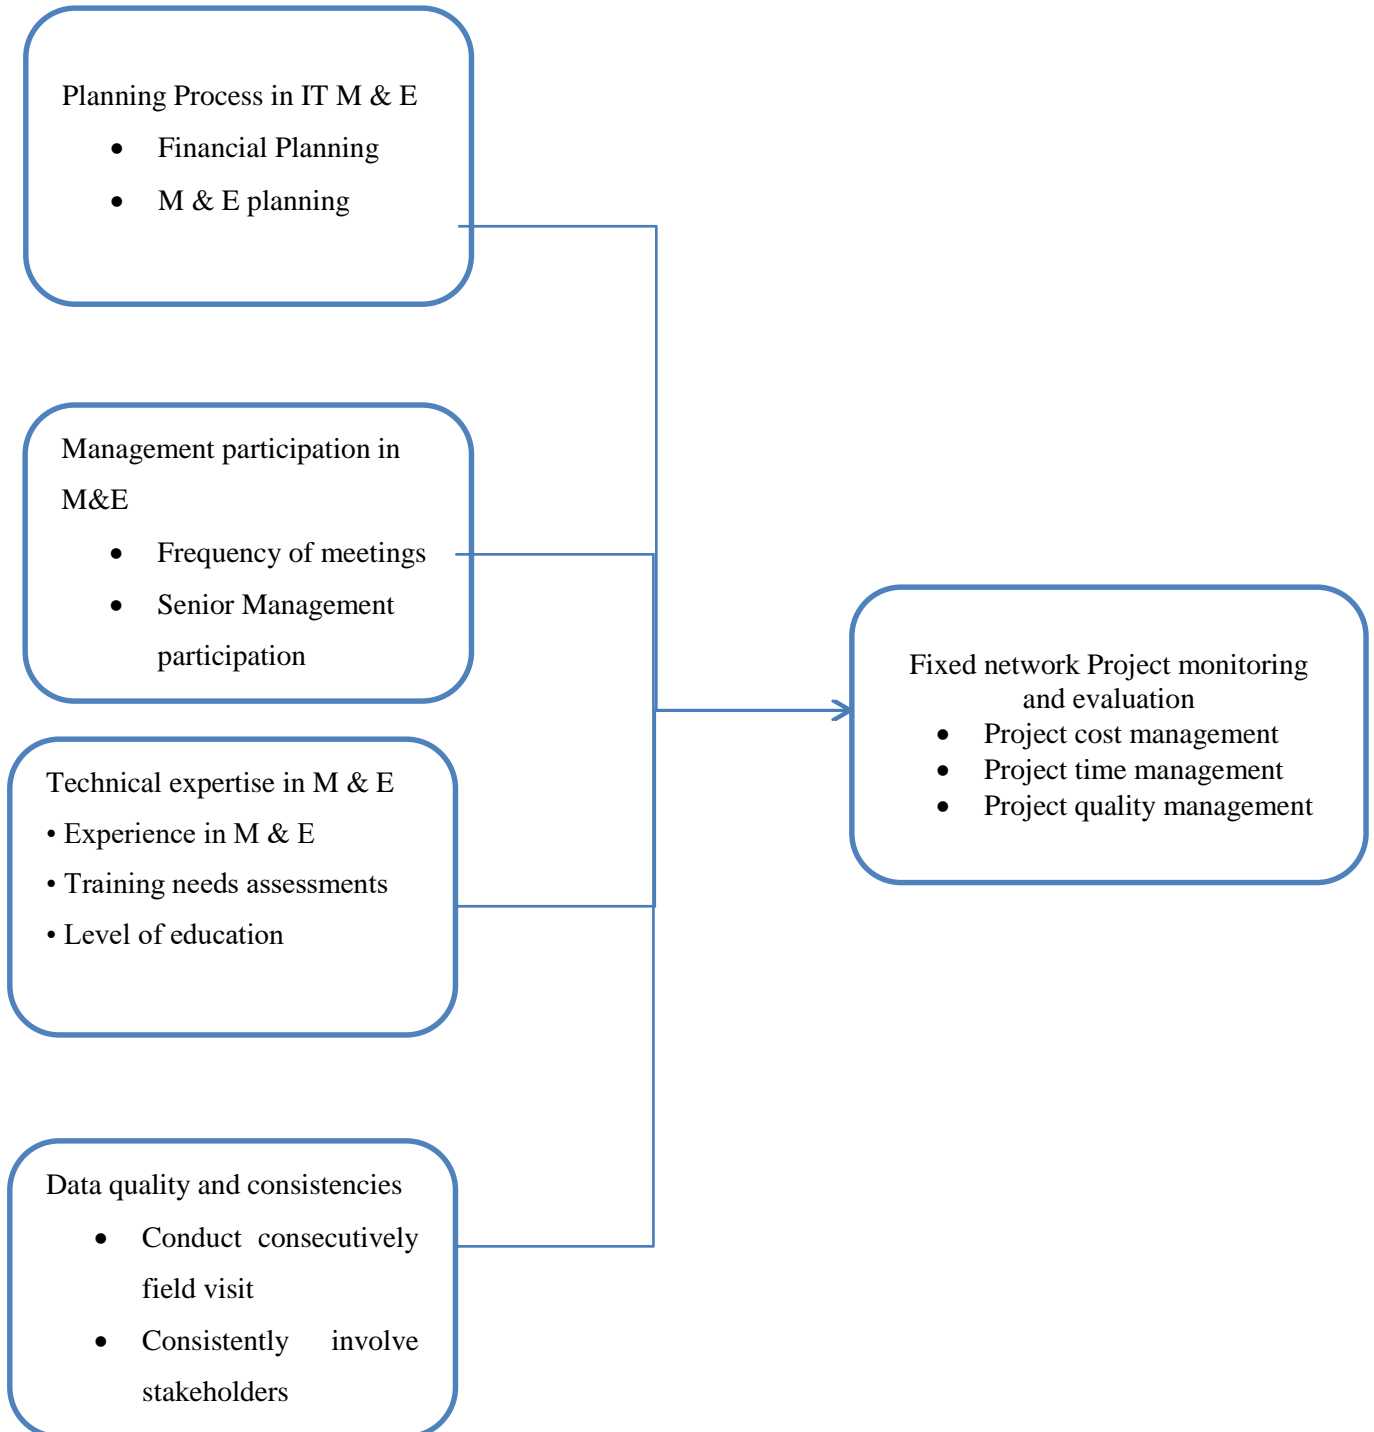 Planning Process in IT M & E
• Financial Planning
• M & E planning
Management participation in
M&E
• Frequency of meetings
• Senior Management
participation
Technical expertise in M & E
• Experience in M & E
• Training needs assessments
• Level of education
Data quality and consistencies
• Conduct consecutively
field visit
• Consistently involve
stakeholders
Fixed network Project monitoring
and evaluation
• Project cost management
• Project time management
• Project quality management